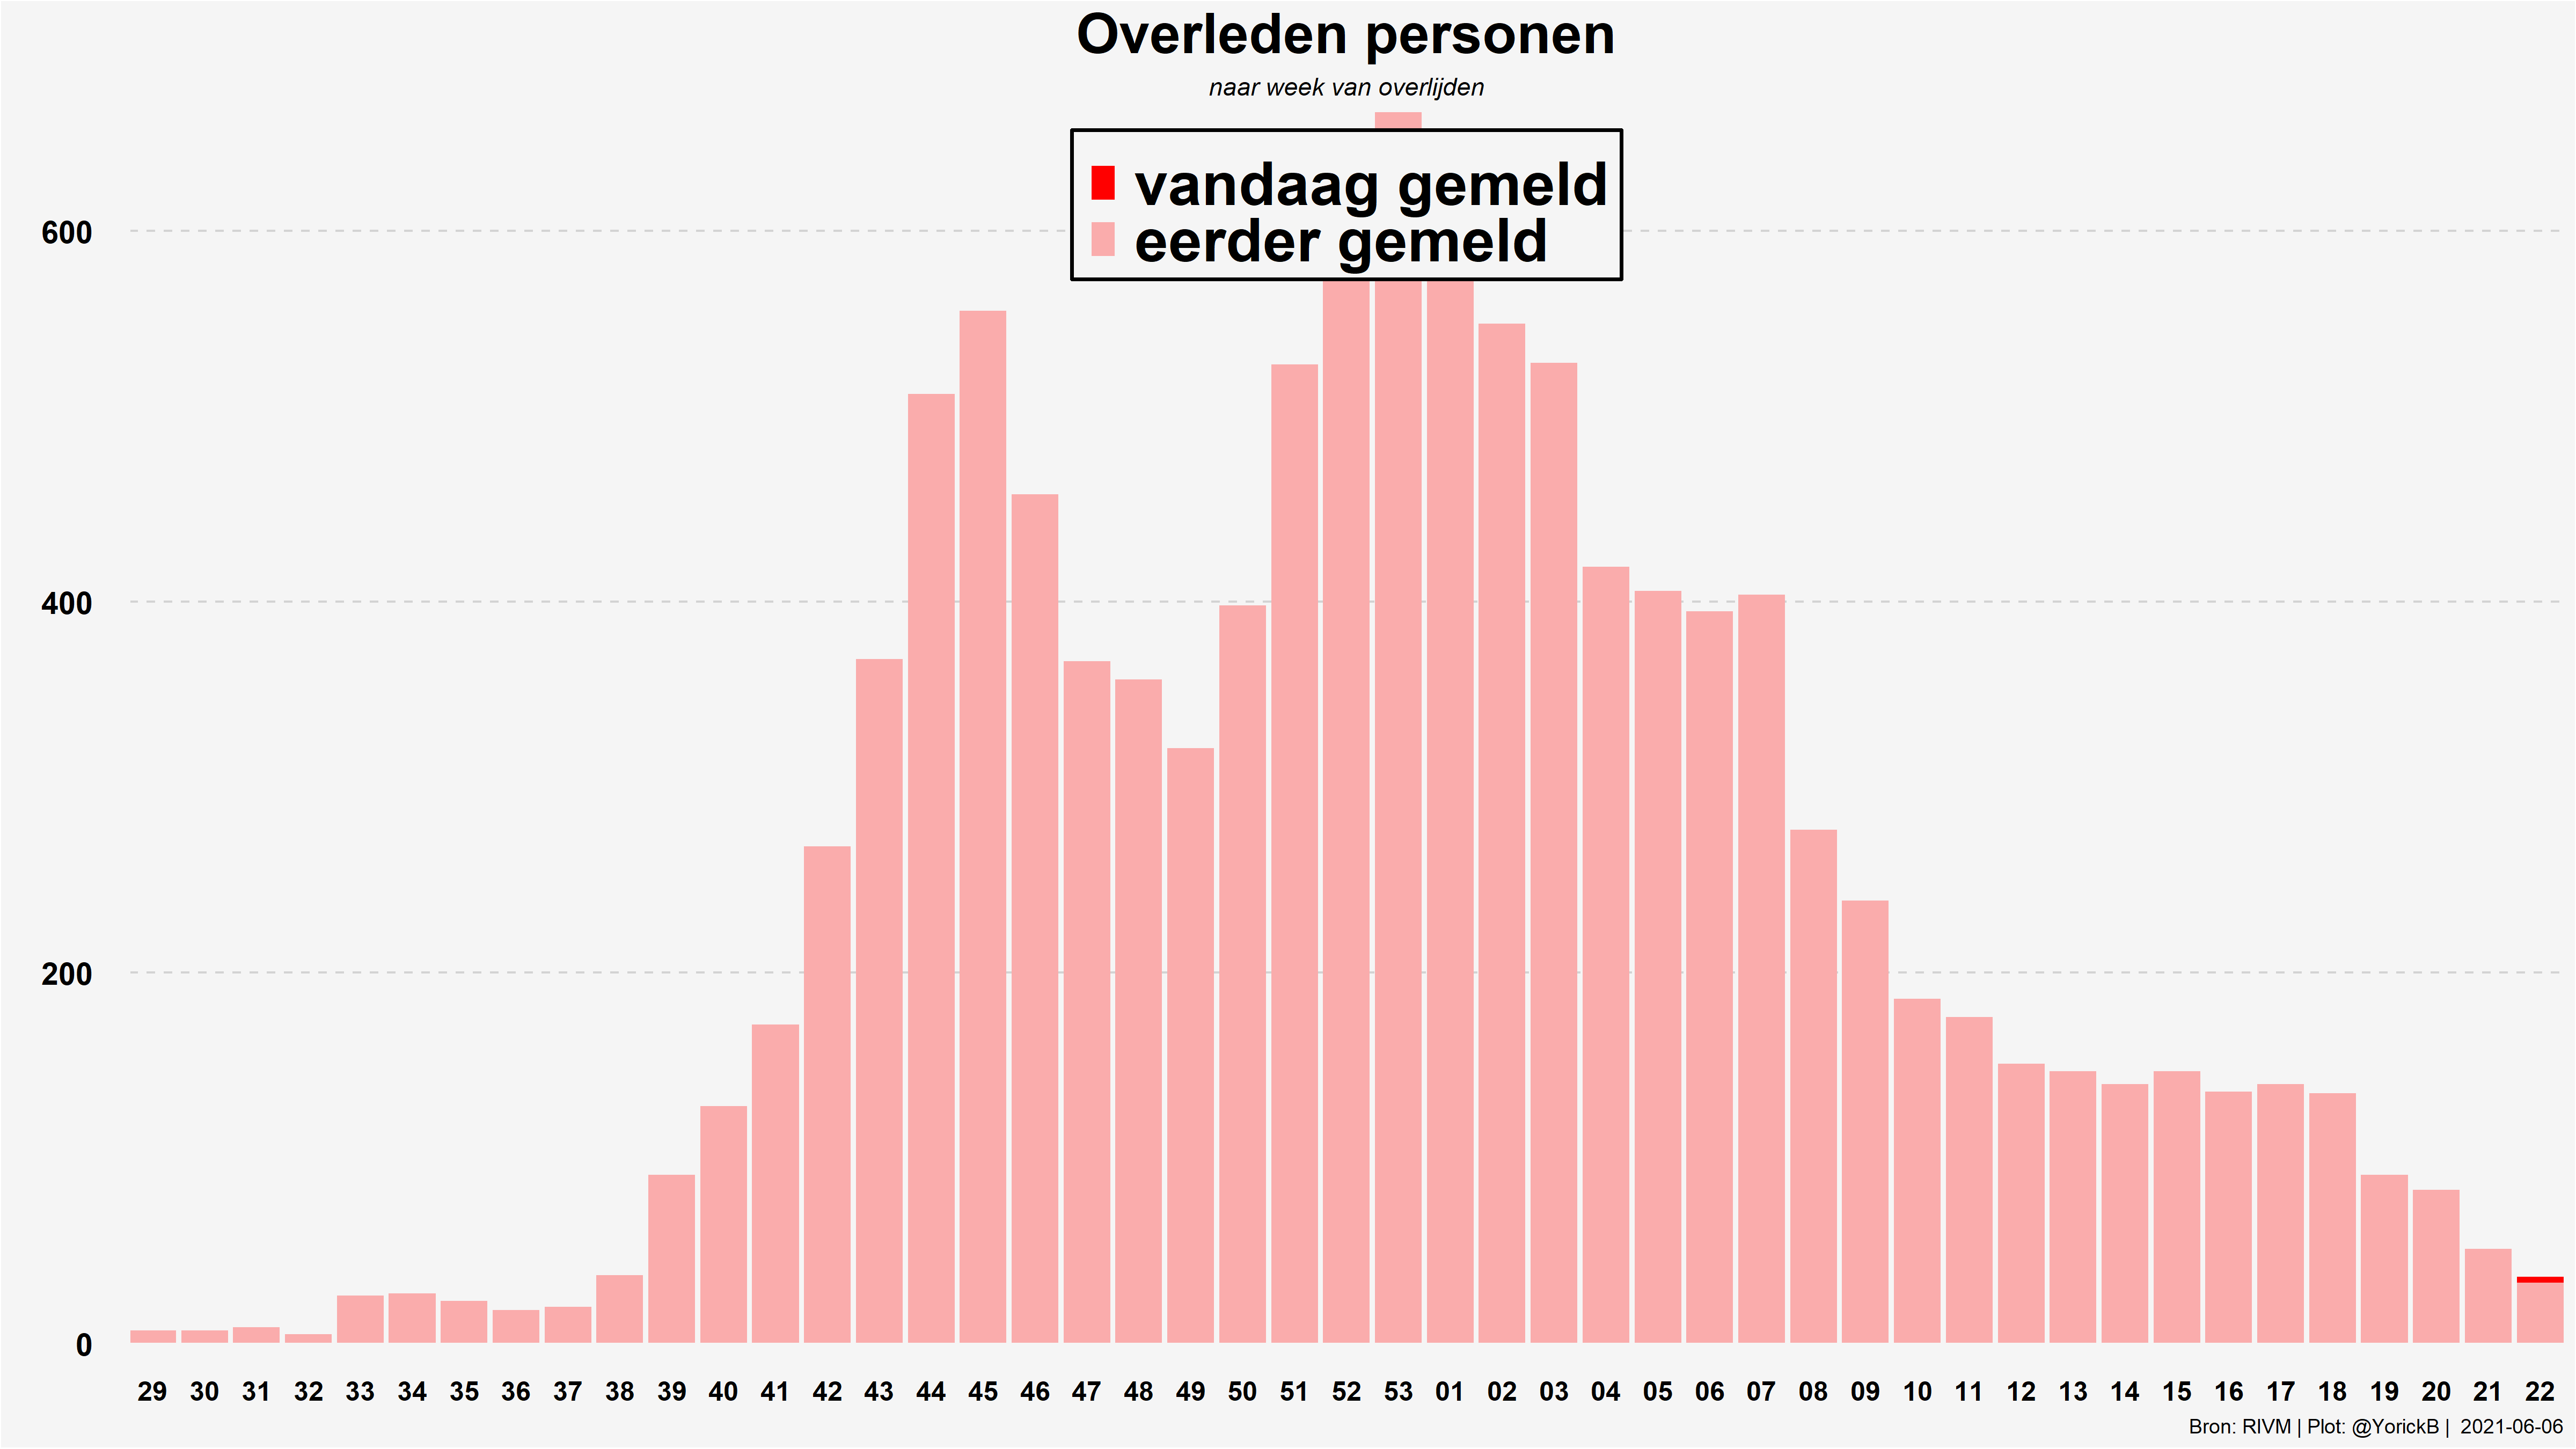 Overleden personen
naar week van overlijden
vandaag gemeld
eerder gemeld
600
400
200
0
29 30 31 32 33 34 35 36 37 38 39 40 41 42 43 44 45 46 47 48 49 50 51 52 53 01 02 03 04 05 06 07 08 09 10 11 12 13 14 15 16 17 18 19 20 21 22
Bron: RIVM | Plot: @YorickB | 2021-06-06